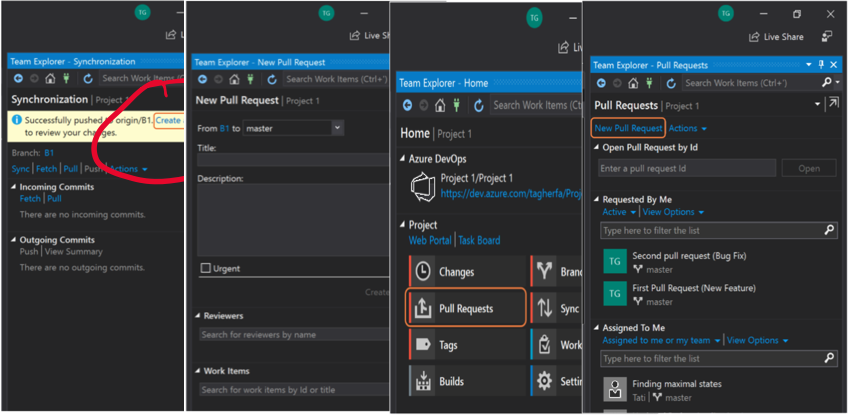 TG
Live Share
Team Explorer - Synchronization
Search Work Items (Ct
Synchronization | Project 1
Successfully pushed to origin/B1. Create
to review your changes.
Branch: B1
Sync | Fetch | Pull | Push | Actions
Incoming Commits
Fetch | Pull
There are no incoming commits.
Outgoing Commits
Push | View Summary
There are no outgoing commits.
TG
Live Share
Team Explorer - New Pull Request
Search Work Items (Ctrl+')
New Pull Request | Project 1
From B1 to master
Title:
Description:
Urgent
Create
Reviewers
Search for reviewers by name
Work Items
Search for work items by Id or title
TG
Li
Team Explorer - Home
Search Work Items (Ct
Home | Project 1
Azure DevOps
Project 1/Project 1
https://dev.azure.com/tagherfa/Proj
Project
Web Portal | Task Board
Changes
Bran
Pull Requests
Sync
Tags
Work
Builds
Settin
TG
Live Share
Team Explorer - Pull Requests
Search Work Items (Ctrl+')
Pull Requests | Project 1
New Pull Request | Actions
Open Pull Request by Id
Enter a pull request Id
Open
Requested By Me
Active | View Options
Type here to filter the list
TG
Second pull request (Bug Fix)
master
TG
First Pull Request (New Feature)
master
Assigned To Me
Assigned to me or my team | View Options
Type here to filter the list
Finding maximal states
Tati | master